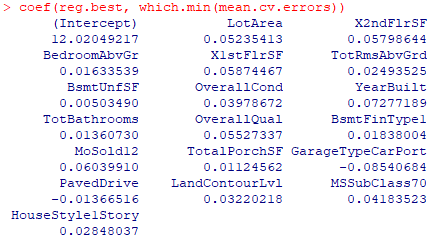 > coef(reg.best, which.min(mean.cv.errors))
(Intercept) LotArea X2ndFlrSF
12.02049217 0.05235413 0.05798644
BedroomAbvGr X1stFlrSF TotRmsAbvGrd
0.01633539 0.05874467 0.02493525
BsmtUnfSF OverallCond YearBuilt
0.00503490 0.03978672 0.07277189
TotBathrooms OverallQual BsmtFinType1
0.01360730 0.05527337 0.01838004
MoSold12 TotalPorchSF GarageTypeCarPort
0.06039910 0.01124562 -0.08540684
PavedDrive LandContourLvl MSSubClass70
-0.01366516 0.03220218 0.04183523
HouseStyle1Story
0.02848037